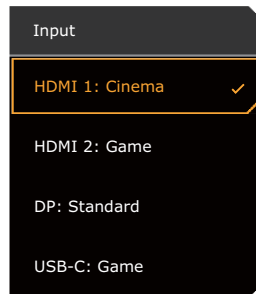 Input
HDMI 1: Cinema
HDMI 2: Game
DP: Standard
USB-C: Game